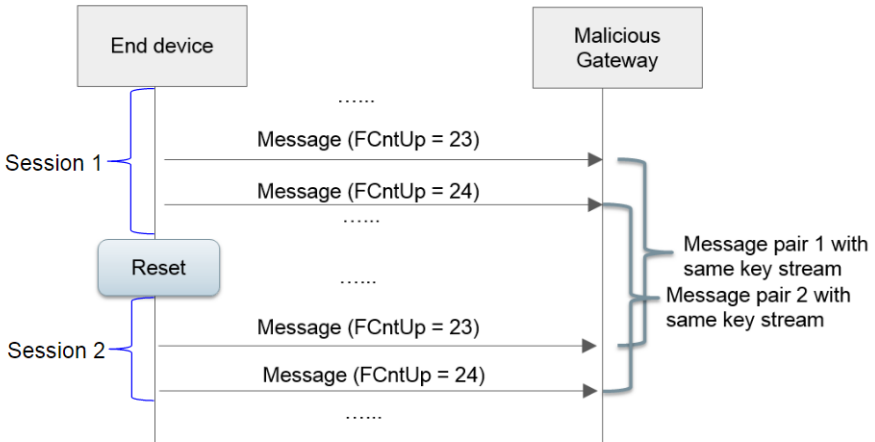 End device
Malicious
Gateway
…...
Message (FCntUp = 23)
Session 1
Message (FCntUp = 24)
…...
Message pair 1 with
same key stream
Reset
…...
Message pair 2 with
same key stream
Message (FCntUp = 23)
Session 2
Message (FCntUp = 24)
…...